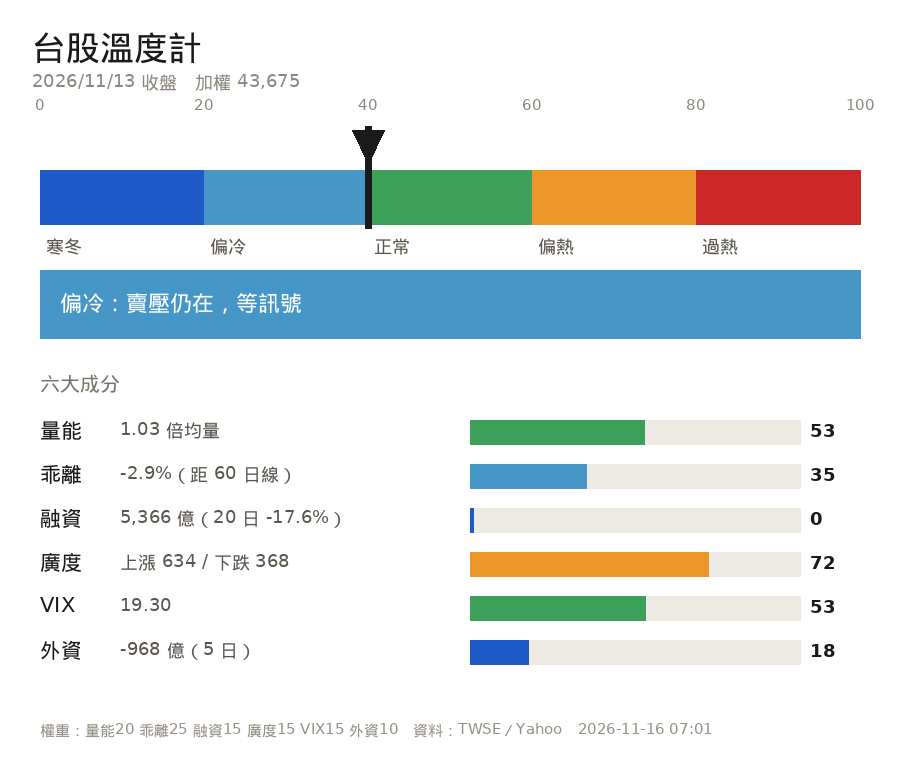 台股溫度計
2026/11/13 收盤　加權 43,675
0 20 40 60 80 100
寒冬 偏冷 正常 偏熱 過熱
偏冷：賣壓仍在，等訊號
六大成分
量能 1.03 倍均量 53
乖離 -2.9%（距 60 日線） 35
融資 5,366 億（20 日 -17.6%） 0
廣度 上漲 634 / 下跌 368 72
VIX 19.30 53
外資 -968 億（5 日） 18
權重：量能20 乖離25 融資15 廣度15 VIX15 外資10　資料：TWSE／Yahoo　2026-11-16 07:01